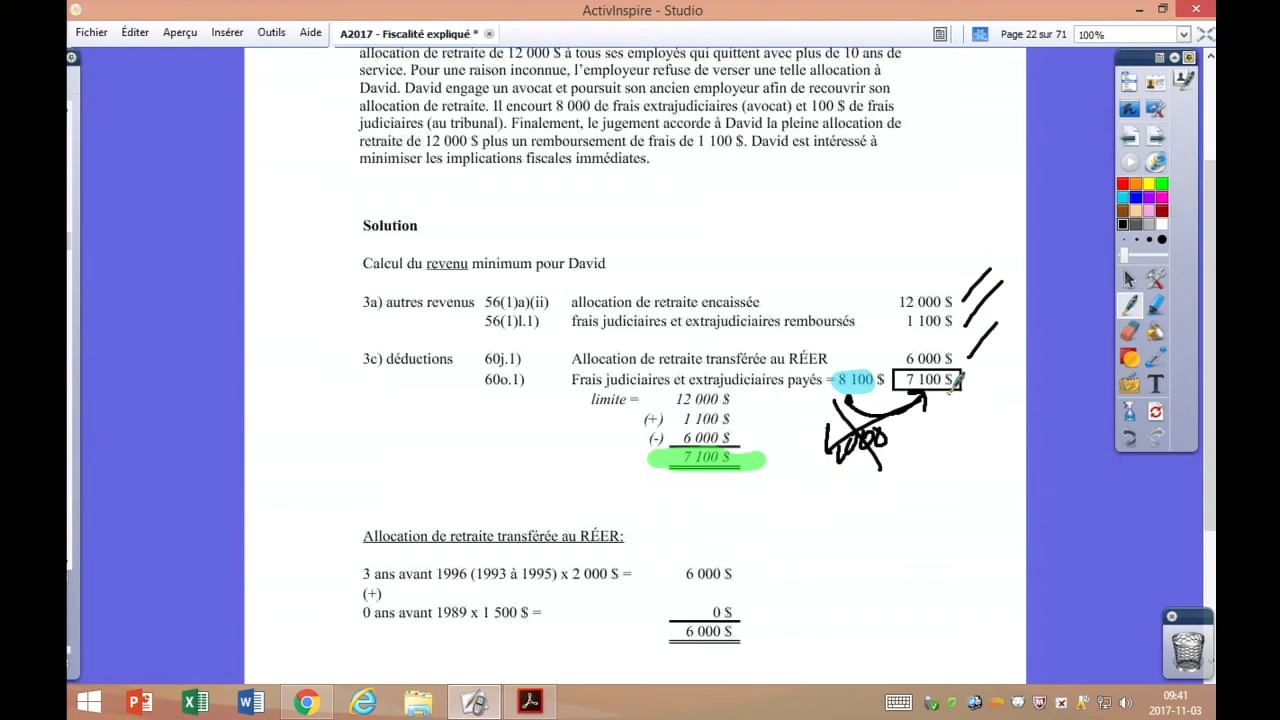 ActivInspire - Studio
Fichier Éditer Aperçu Insérer Outils Aide A2017 - Fiscalité expliqué * Page 22 sur 71 100%
allocation de retraite de 12 000 $ à tous ses employés qui quittent avec plus de 10 ans de
service. Pour une raison inconnue, l'employeur refuse de verser une telle allocation à
David. David engage un avocat et poursuit son ancien employeur afin de recouvrir son
allocation de retraite. Il encourt 8 000 de frais extrajudiciaires (avocat) et 100 $ de frais
judiciaires (au tribunal). Finalement, le jugement accorde à David la pleine allocation de
retraite de 12 000 $ plus un remboursement de frais de 1 100 $. David est intéressé à
minimiser les implications fiscales immédiates.
Solution
Calcul du revenu minimum pour David
3a) autres revenus 56(1)a)(ii) allocation de retraite encaissée 12 000 $
56(1)l.1) frais judiciaires et extrajudiciaires remboursés 1 100 $
3c) déductions 60j.1) Allocation de retraite transférée au RÉER 6 000 $
60o.1) Frais judiciaires et extrajudiciaires payés = 8 100 $ 7 100 $
limite = 12 000 $
(+) 1 100 $
(-) 6 000 $
7 100 $
Allocation de retraite transférée au RÉER:
3 ans avant 1996 (1993 à 1995) x 2 000 $ = 6 000 $
(+)
0 ans avant 1989 x 1 500 $ = 0 $
6 000 $
09:41
2017-11-03